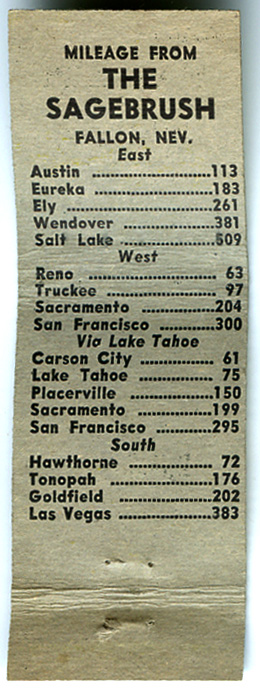 MILEAGE FROM
THE
SAGEBRUSH
FALLON, NEV.
East
Austin ........................113
Eureka ........................183
Ely ........................261
Wendover ........................381
Salt Lake ........................509
West
Reno ........................ 63
Truckee ........................ 97
Sacramento ........................204
San Francisco ........................300
Via Lake Tahoe
Carson City ........................ 61
Lake Tahoe ........................ 75
Placerville ........................150
Sacramento ........................199
San Francisco ........................295
South
Hawthorne ........................ 72
Tonopah ........................176
Goldfield ........................202
Las Vegas ........................383